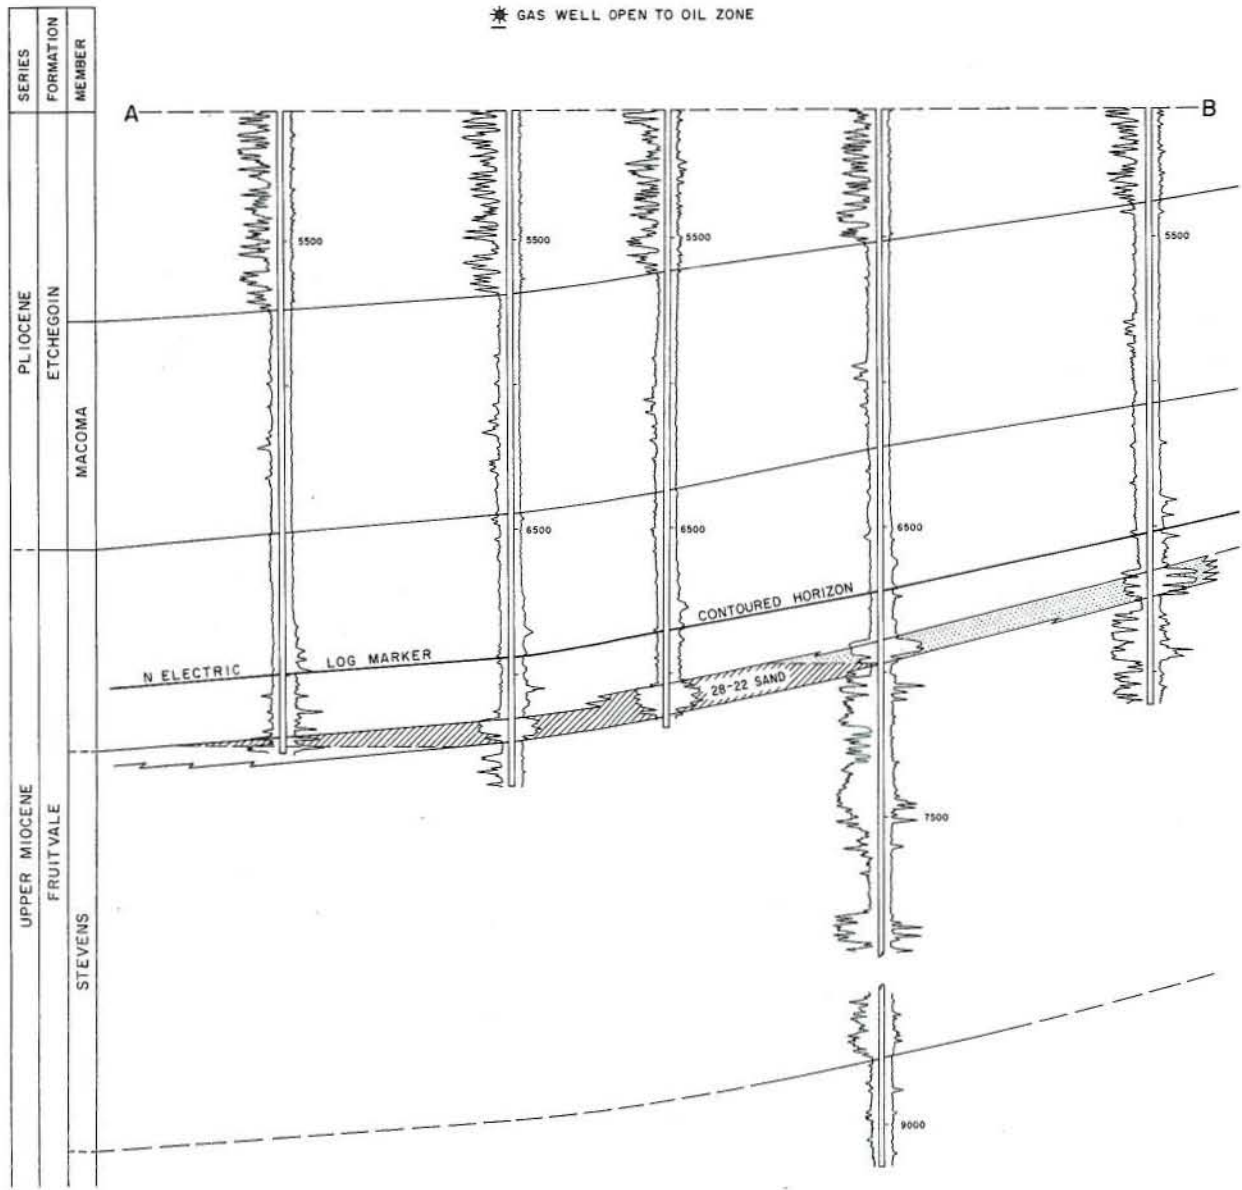 GAS WELL OPEN TO OIL ZONE
SERIES
FORMATION
MEMBER
A
B
5500
5500
5500
5500
PLIOCENE
ETCHEGOIN
MACOMA
6500
6500
6500
N ELECTRIC LOG MARKER
CONTOURED HORIZON
28-22 SAND
7500
UPPER MIOCENE
FRUITVALE
STEVENS
9000